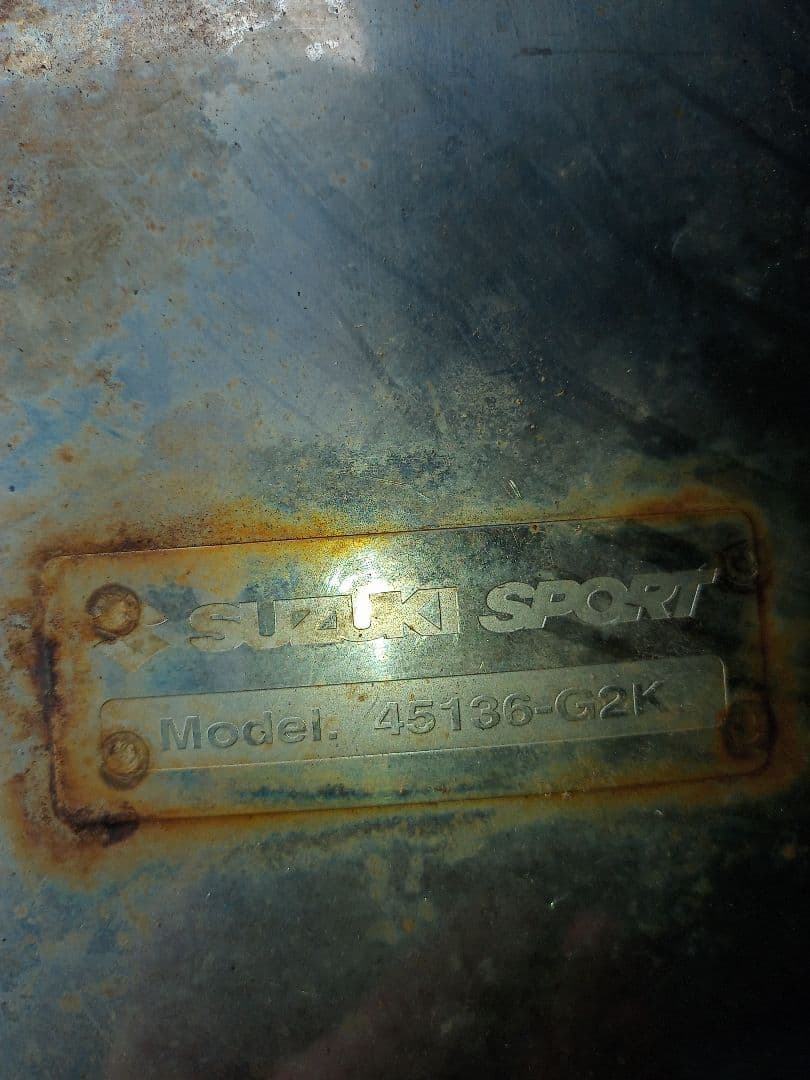 SUZUKI SPORT
Model. 45136-G2K